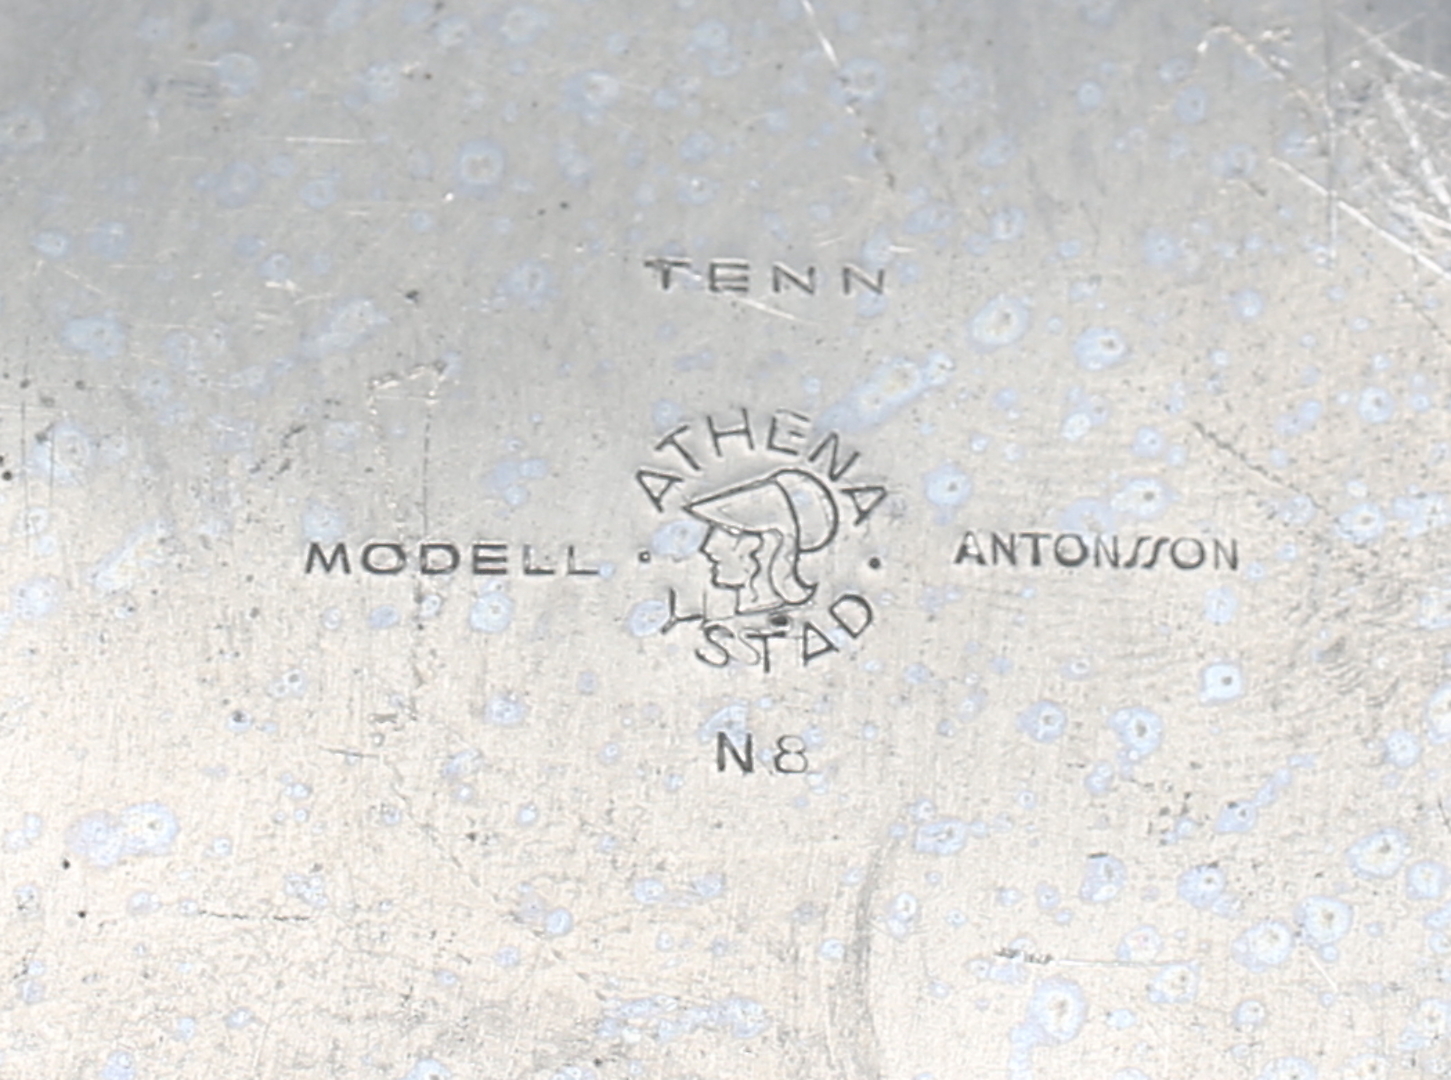 TENN
ATHENA
MODELL · · ANTONSSON
YSTAD
N8